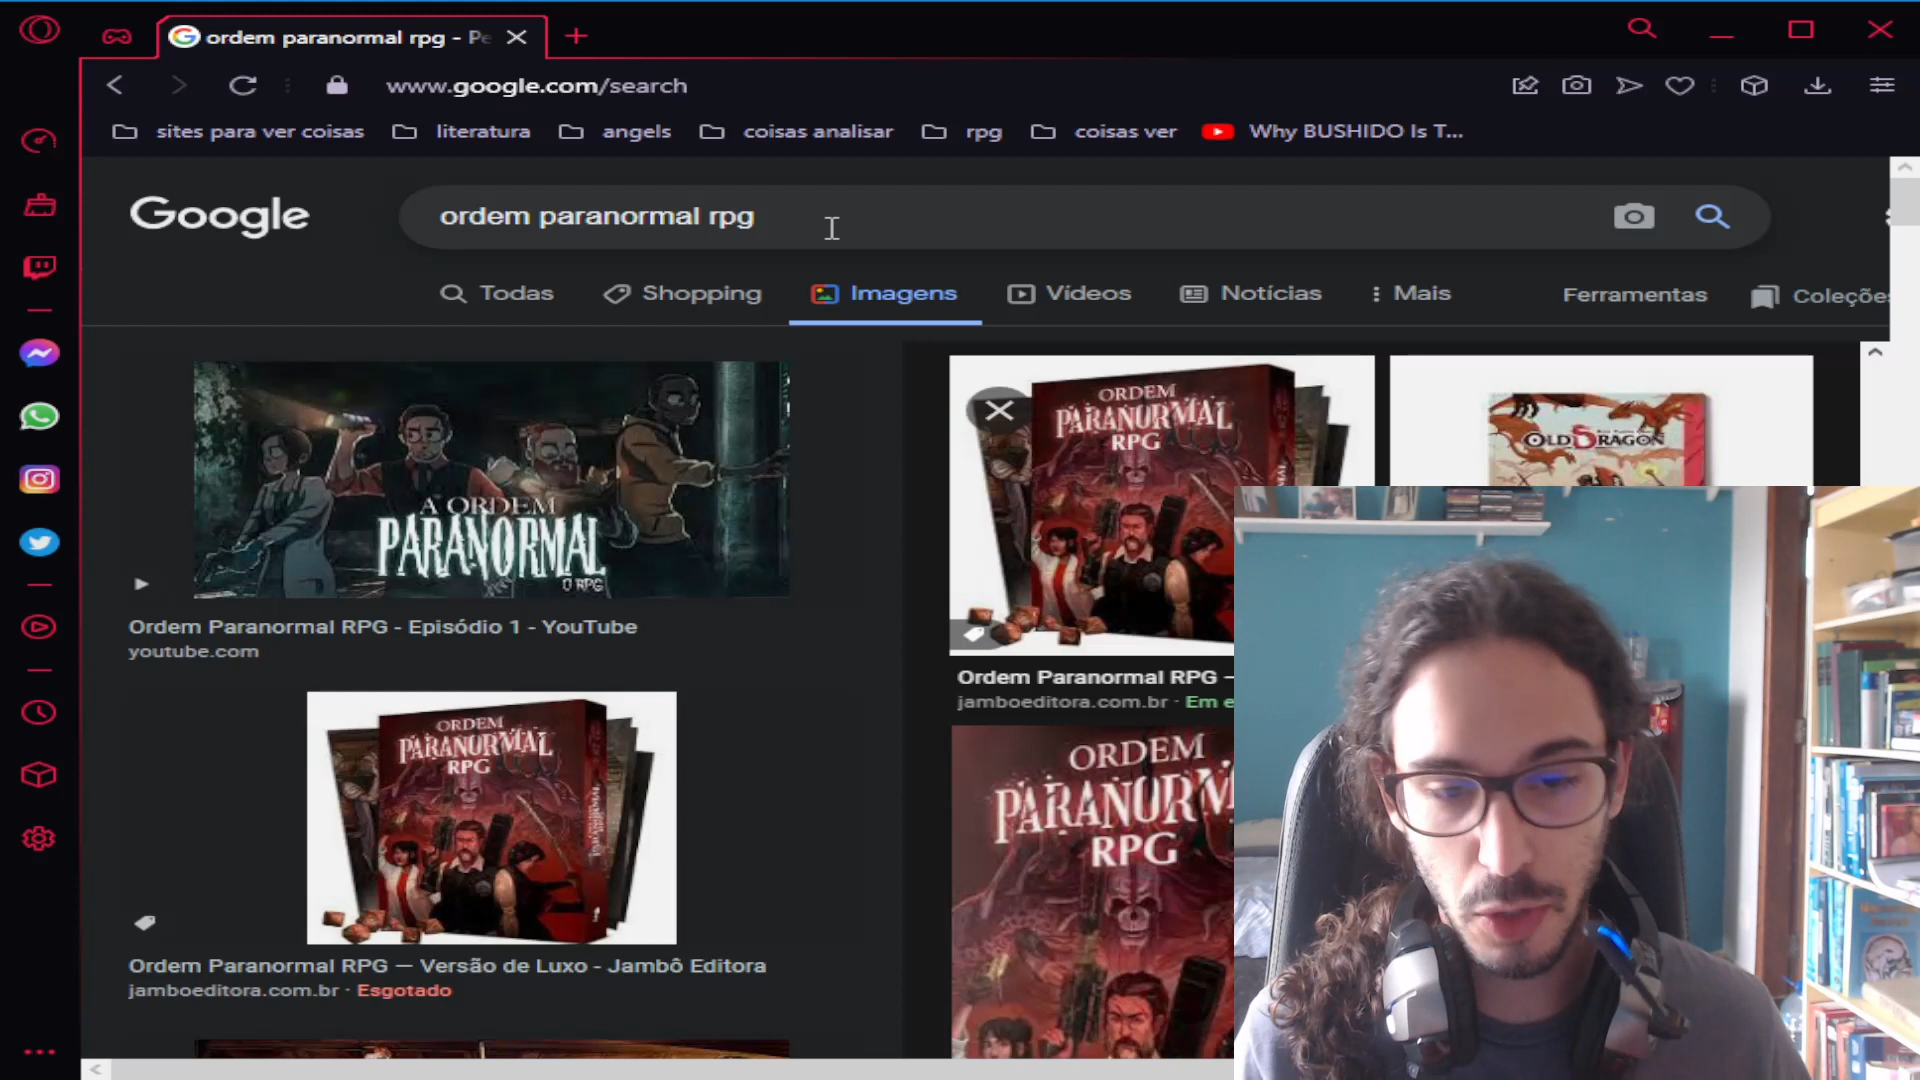 ordem paranormal rpg - Pe
www.google.com/search
sites para ver coisas
literatura
angels
coisas analisar
rpg
coisas ver
Why BUSHIDO Is T...
Google
ordem paranormal rpg
Todas
Shopping
Imagens
Vídeos
Notícias
Mais
Ferramentas
Coleções
A ORDEM
PARANORMAL
O RPG
Ordem Paranormal RPG - Episódio 1 - YouTube
youtube.com
ORDEM
PARANORMAL
RPG
Ordem Paranormal RPG — Versão de Luxo - Jambô Editora
jamboeditora.com.br · Esgotado
ORDEM
PARANORMAL
RPG
OLD DRAGON
Ordem Paranormal RPG –
jamboeditora.com.br · Em e
ORDEM
PARANORM
RPG